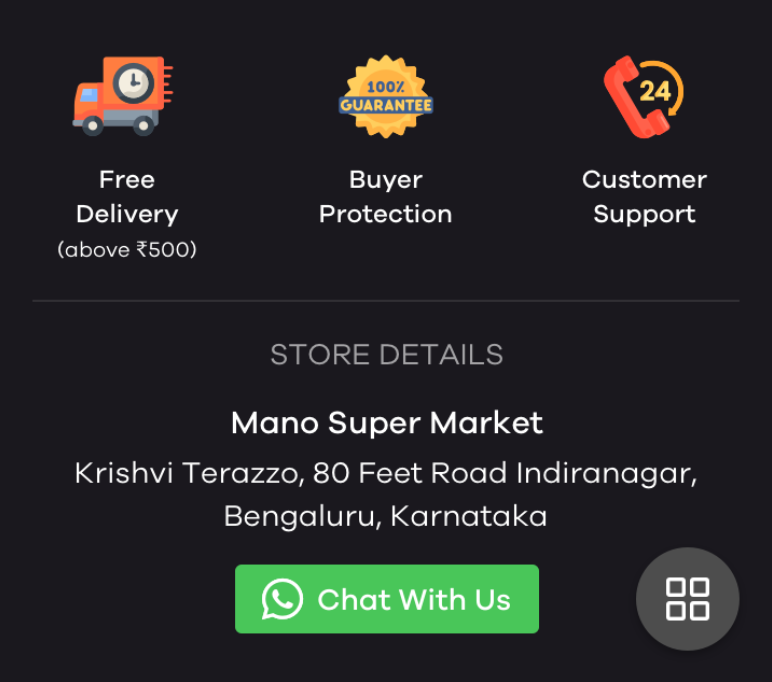 100%
GUARANTEE
24
Free
Delivery
(above ₹500)
Buyer
Protection
Customer
Support
STORE DETAILS
Mano Super Market
Krishvi Terazzo, 80 Feet Road Indiranagar,
Bengaluru, Karnataka
Chat With Us